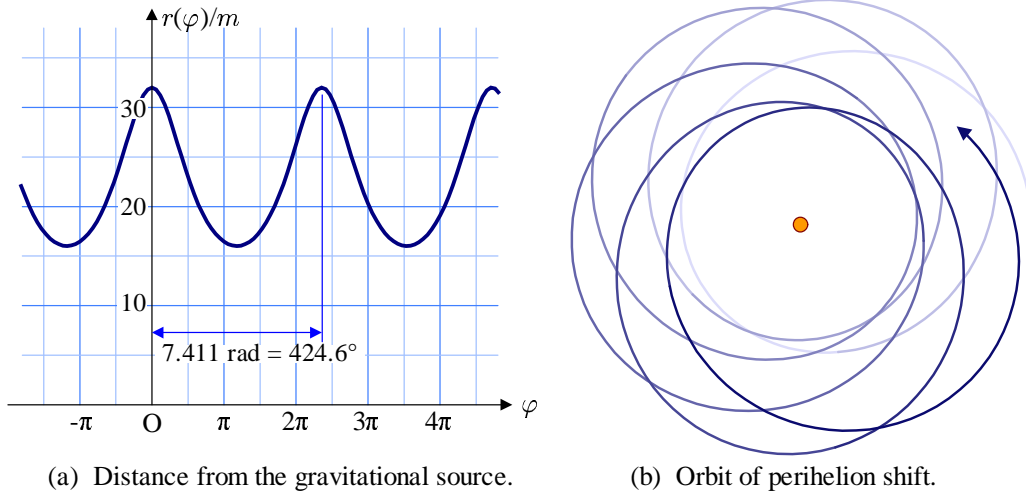 r(φ)/m
30
20
10
7.411 rad = 424.6°
-π O π 2π 3π 4π φ
(a) Distance from the gravitational source.
(b) Orbit of perihelion shift.